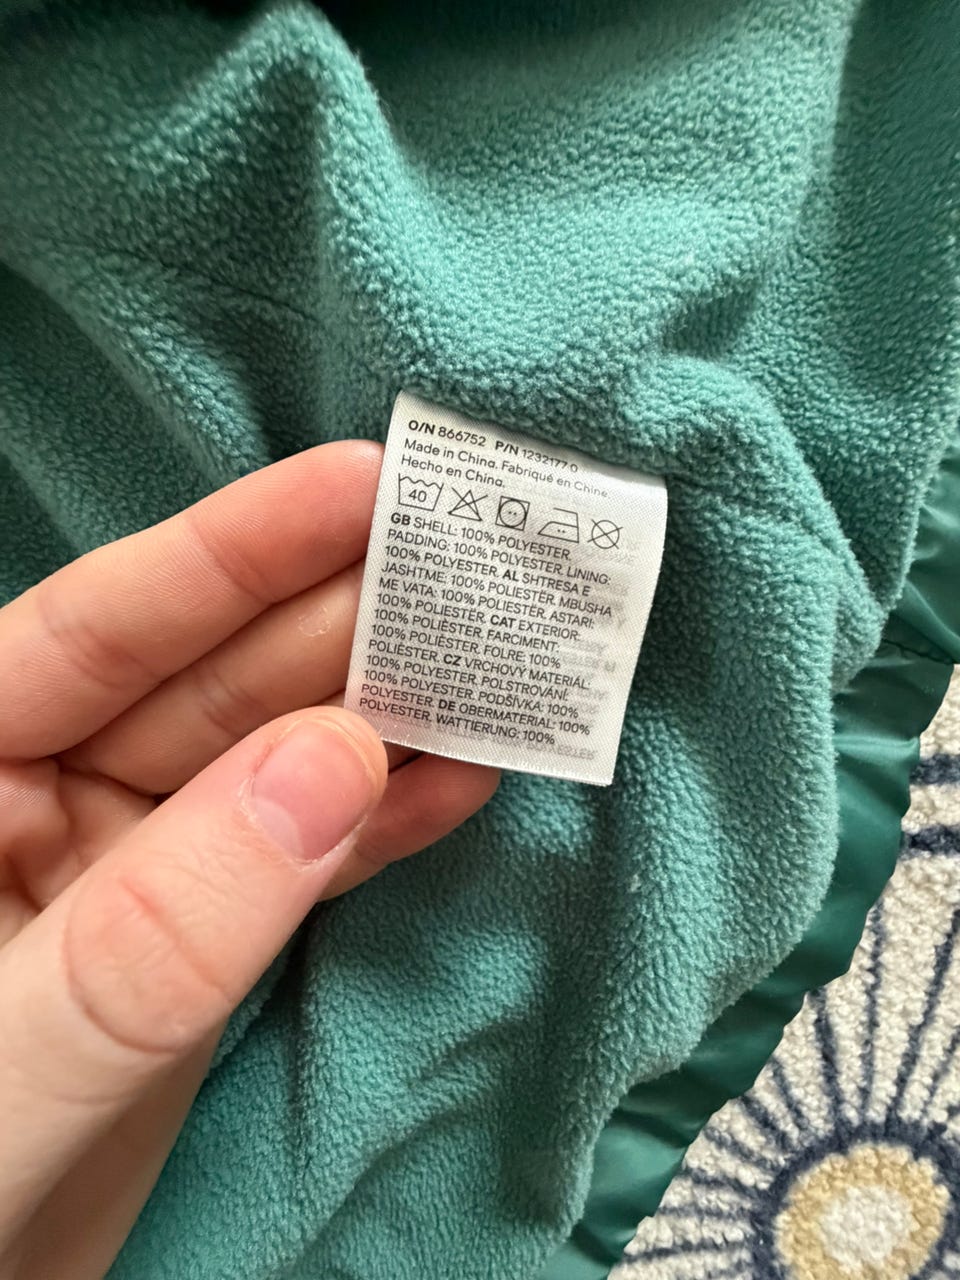 O/N 866752 P/N 1232177.0
Made in China. Fabriqué en Chine.
Hecho en China.
40
GB SHELL: 100% POLYESTER.
PADDING: 100% POLYESTER. LINING:
100% POLYESTER. AL SHTRESA E
JASHTME: 100% POLIESTËR. MBUSHA
ME VATA: 100% POLIESTËR. ASTARI:
100% POLIESTËR. CAT EXTERIOR:
100% POLIÈSTER. FARCIMENT:
100% POLIÈSTER. FOLRE: 100%
POLIÈSTER. CZ VRCHOVÝ MATERIÁL:
100% POLYESTER. POLSTROVÁNÍ:
100% POLYESTER. PODŠÍVKA: 100%
POLYESTER. DE OBERMATERIAL: 100%
POLYESTER. WATTIERUNG: 100%